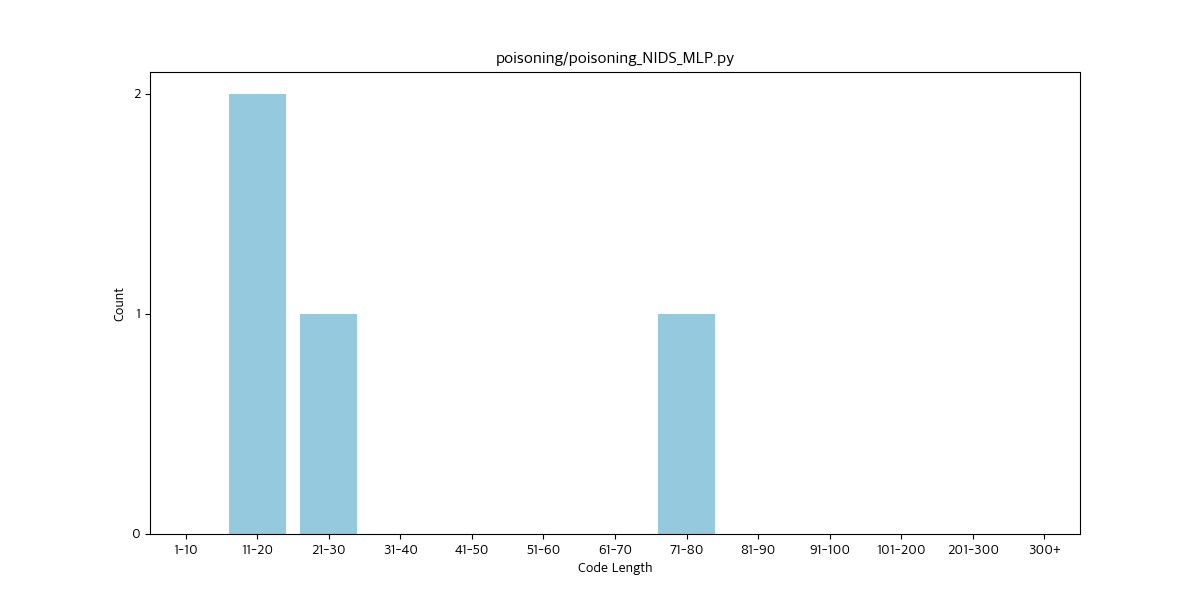 poisoning/poisoning_NIDS_MLP.py
Count
2
1
0
1-10 11-20 21-30 31-40 41-50 51-60 61-70 71-80 81-90 91-100 101-200 201-300 300+
Code Length